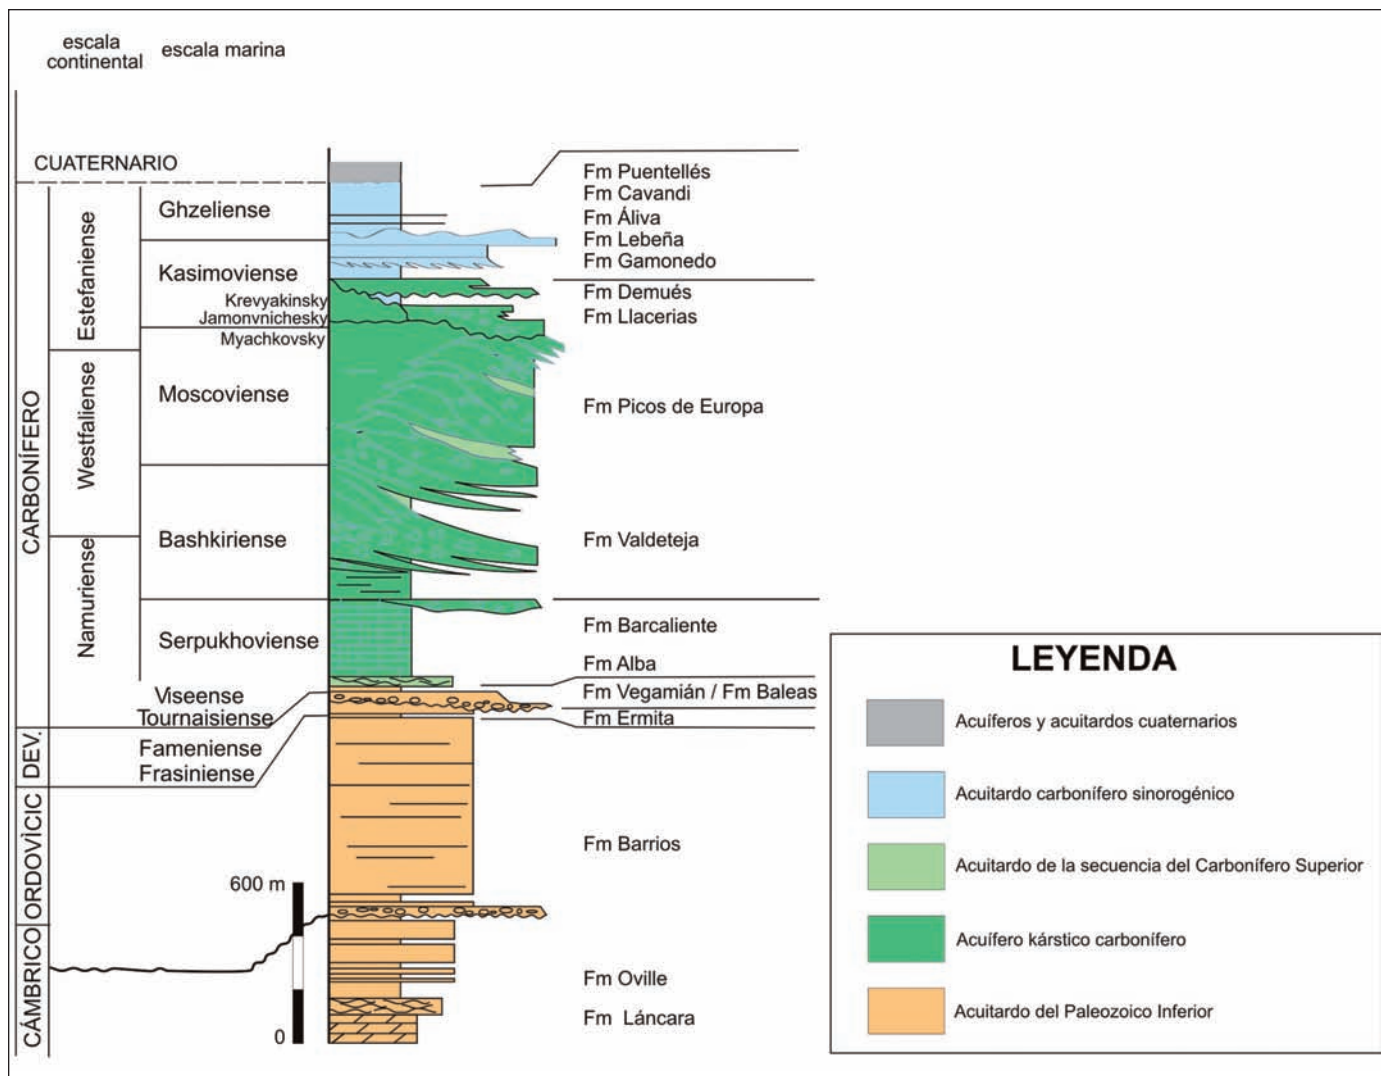 escala
continental
escala marina
CUATERNARIO
CARBONÍFERO
DEV.
ORDOVÌCIC
CÁMBRICO
Estefaniense
Westfaliense
Namuriense
Ghzeliense
Kasimoviense
Krevyakinsky
Jamonvnichesky
Myachkovsky
Moscoviense
Bashkiriense
Serpukhoviense
Viseense
Tournaisiense
Fameniense
Frasiniense
600 m
0
Fm Puentellés
Fm Cavandi
Fm Áliva
Fm Lebeña
Fm Gamonedo
Fm Demués
Fm Llacerias
Fm Picos de Europa
Fm Valdeteja
Fm Barcaliente
Fm Alba
Fm Vegamián / Fm Baleas
Fm Ermita
Fm Barrios
Fm Oville
Fm Láncara
LEYENDA
Acuíferos y acuitardos cuaternarios
Acuitardo carbonífero sinorogénico
Acuitardo de la secuencia del Carbonífero Superior
Acuífero kárstico carbonífero
Acuitardo del Paleozoico Inferior